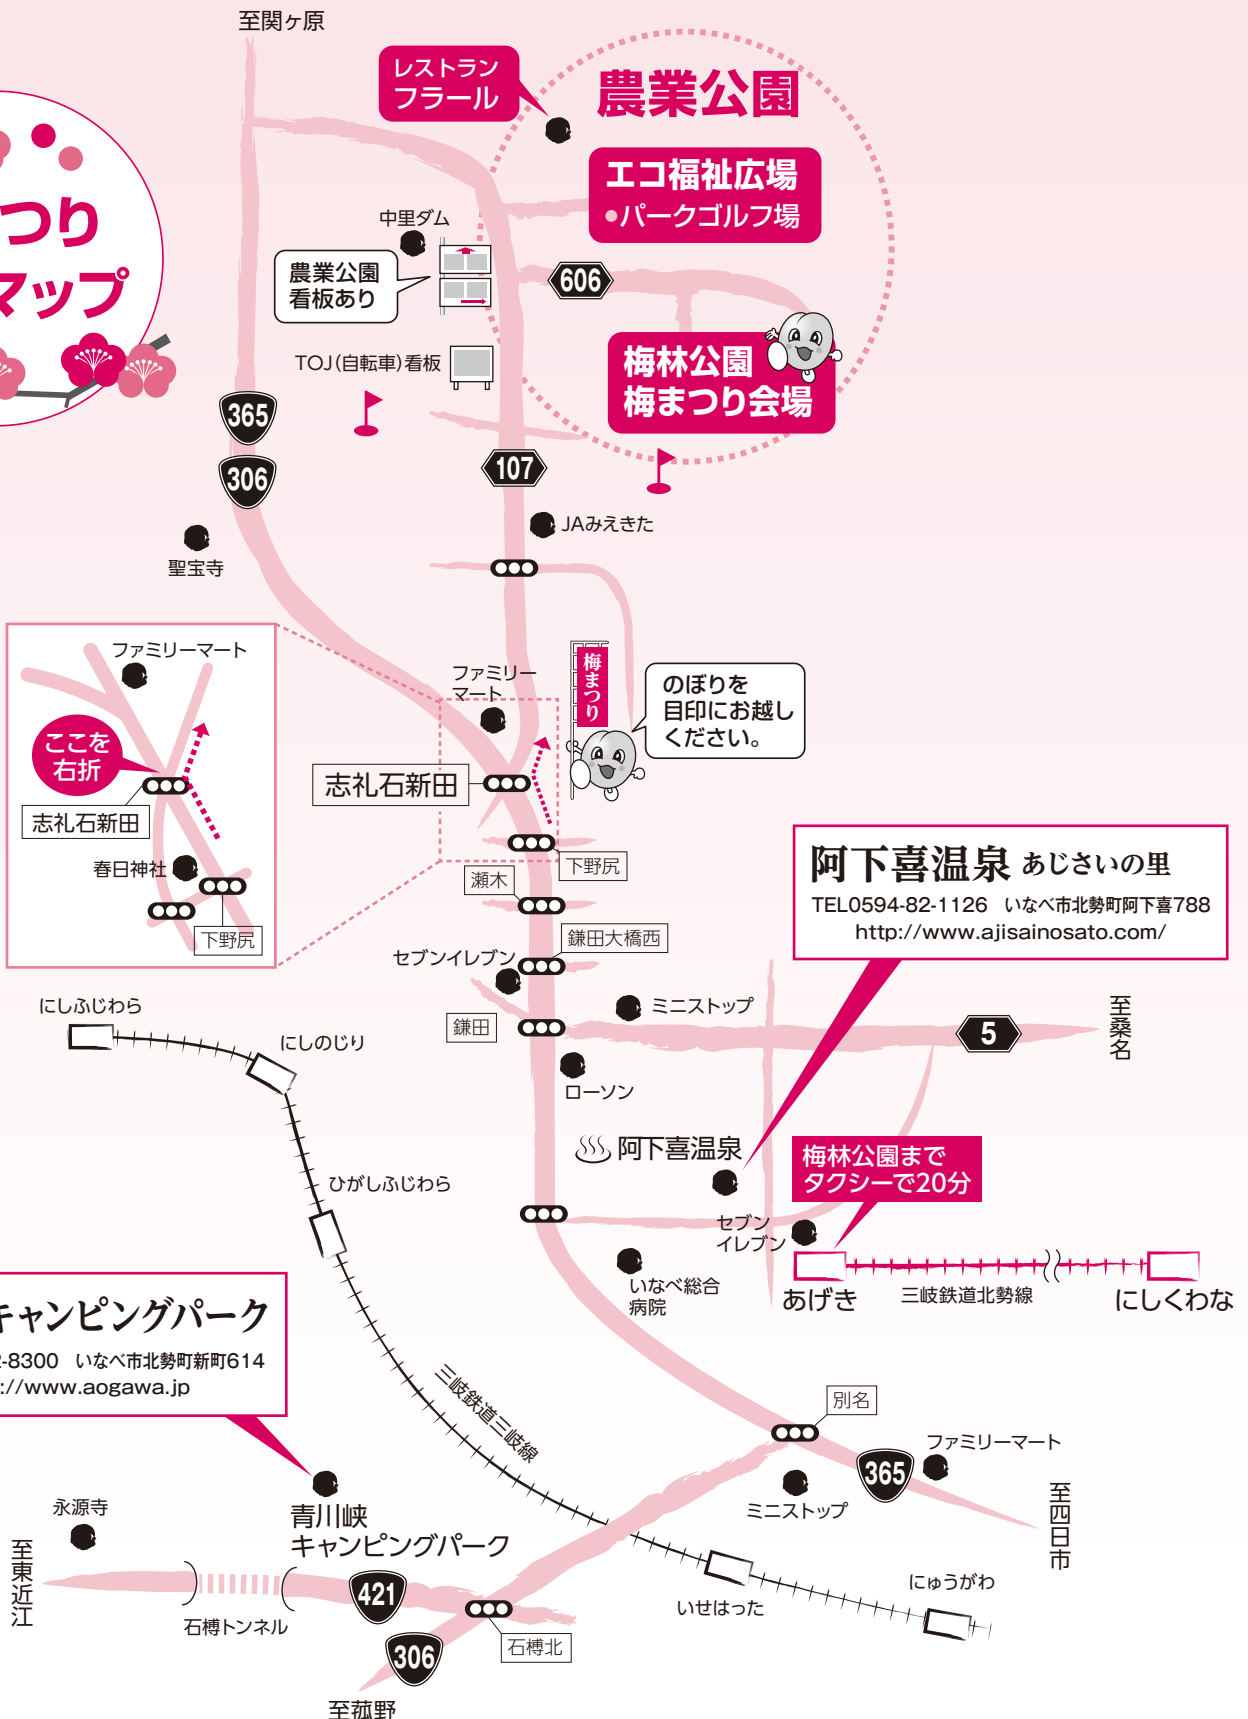 至関ヶ原
レストラン
フラール
農業公園
エコ福祉広場
●パークゴルフ場
つり
マップ
中里ダム
農業公園
看板あり
606
TOJ(自転車)看板
梅林公園
梅まつり会場
365
306
107
JAみえきた
聖宝寺
ファミリーマート
ここを
右折
志礼石新田
春日神社
下野尻
ファミリー
マート
梅まつり
のぼりを
目印にお越し
ください。
志礼石新田
下野尻
瀬木
鎌田大橋西
セブンイレブン
鎌田
ミニストップ
5
至桑名
ローソン
阿下喜温泉 あじさいの里
TEL0594-82-1126 いなべ市北勢町阿下喜788
http://www.ajisainosato.com/
にしふじわら
にしのじり
ひがしふじわら
阿下喜温泉
梅林公園まで
タクシーで20分
セブン
イレブン
いなべ総合
病院
あげき
三岐鉄道北勢線
にしくわな
キャンピングパーク
2-8300 いなべ市北勢町新町614
://www.aogawa.jp
三岐鉄道三岐線
別名
ファミリーマート
365
ミニストップ
至四日市
永源寺
青川峡
キャンピングパーク
至東近江
石榑トンネル
421
石榑北
306
至菰野
いせはった
にゅうがわ